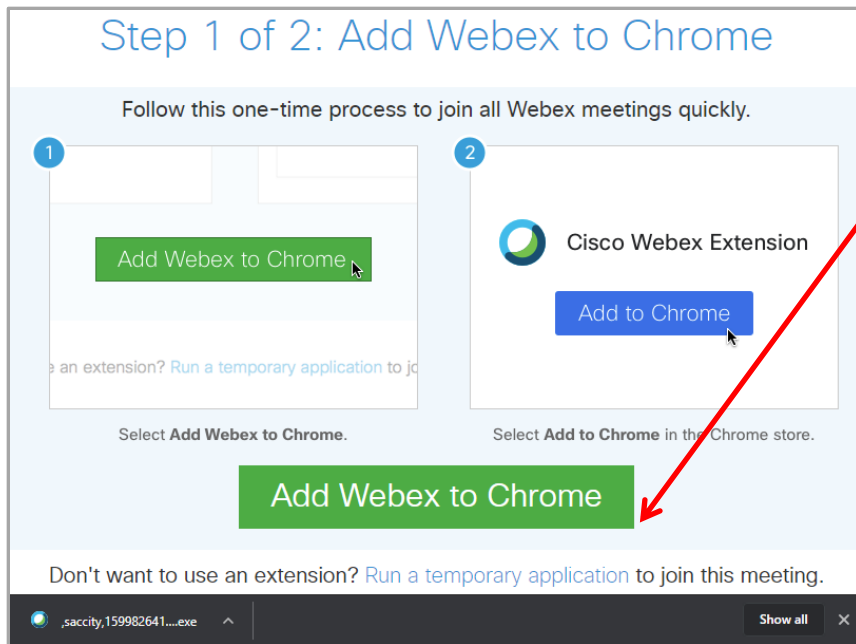 Step 1 of 2: Add Webex to Chrome
Follow this one-time process to join all Webex meetings quickly.
1
Add Webex to Chrome
an extension? Run a temporary application to jo
Select Add Webex to Chrome.
2
Cisco Webex Extension
Add to Chrome
Select Add to Chrome in the Chrome store.
Add Webex to Chrome
Don't want to use an extension? Run a temporary application to join this meeting.
,saccity,159982641....exe
Show all